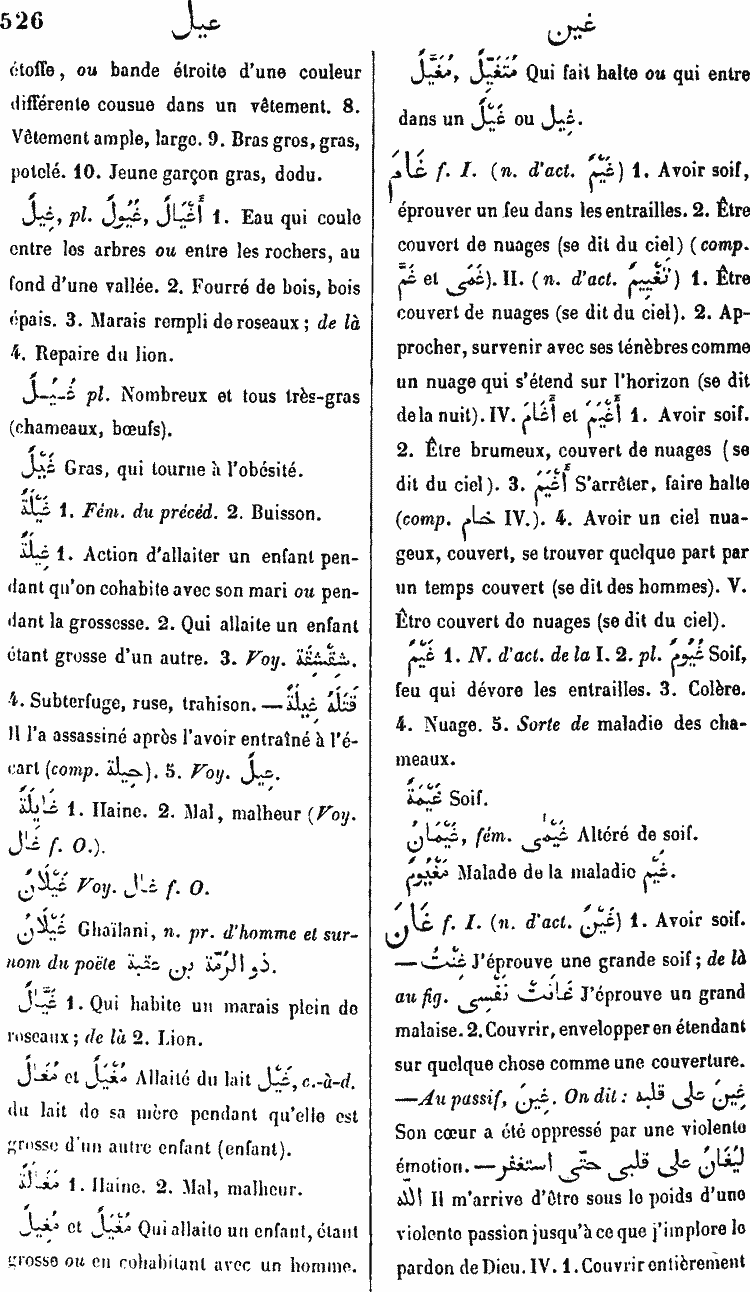 526
عيل
غين
étoffe, ou bande étroite d'une couleur
différente cousue dans un vêtement. 8.
Vêtement ample, large. 9. Bras gros, gras,
potelé. 10. Jeune garçon gras, dodu.
غِيلٌ, pl. غُيُولٌ, أَغْيَالٌ 1. Eau qui coule
entre les arbres ou entre les rochers, au
fond d'une vallée. 2. Fourré de bois, bois
épais. 3. Marais rempli de roseaux; de là
4. Repaire du lion.
غُيُلٌ pl. Nombreux et tous très-gras
(chameaux, bœufs).
غَيِّلٌ Gras, qui tourne à l'obésité.
غَيْلَةٌ 1. Fém. du précéd. 2. Buisson.
غِيلَةٌ 1. Action d'allaiter un enfant pen-
dant qu'on cohabite avec son mari ou pen-
dant la grossesse. 2. Qui allaite un enfant
étant grosse d'un autre. 3. Voy. شِقْشِقَة.
4. Subterfuge, ruse, trahison. — قَتَلَهُ غِيلَةً
Il l'a assassiné après l'avoir entraîné à l'é-
cart (comp. حِيلة). 5. Voy. غِيلٌ.
غَايِلَةٌ 1. Haine. 2. Mal, malheur (Voy.
غَال f. O.).
غَيْلَانٌ Voy. غال f. O.
غَيْلَانٌ Ghaïlani, n. pr. d'homme et sur-
nom du poëte ذو الرُّمَّة بن عقبة.
غَيَّالٌ 1. Qui habite un marais plein de
roseaux; de là 2. Lion.
مُغَالٌ et مُغْيَلٌ Allaité du lait غَيْلٌ, c.-à-d.
du lait de sa mère pendant qu'elle est
grosse d'un autre enfant (enfant).
مَغَالَةٌ 1. Haine. 2. Mal, malheur.
مُغِيلٌ et مُغْيِلٌ Qui allaite un enfant, étant
grosse ou en cohabitant avec un homme.
مُتَغَيِّلٌ, مُغَيِّلٌ Qui fait halte ou qui entre
dans un غَيْلٌ ou غِيل.
غَامَ f. I. (n. d'act. غَيْمٌ) 1. Avoir soif,
éprouver un feu dans les entrailles. 2. Être
couvert de nuages (se dit du ciel) (comp.
غَمَى et غَمَّ). II. (n. d'act. تَغْيِيمٌ) 1. Être
couvert de nuages (se dit du ciel). 2. Ap-
procher, survenir avec ses ténèbres comme
un nuage qui s'étend sur l'horizon (se dit
de la nuit). IV. أَغَامَ et أَغْيَمَ 1. Avoir soif.
2. Être brumeux, couvert de nuages (se
dit du ciel). 3. أَغْيَمَ S'arrêter, faire halte
(comp. خام IV.). 4. Avoir un ciel nua-
geux, couvert, se trouver quelque part par
un temps couvert (se dit des hommes). V.
Être couvert de nuages (se dit du ciel).
غَيْمٌ 1. N. d'act. de la I. 2. pl. غُيُومٌ Soif,
feu qui dévore les entrailles. 3. Colère.
4. Nuage. 5. Sorte de maladie des cha-
meaux.
غَيْمَةٌ Soif.
غَيْمَانُ, fém. غَيْمَى Altéré de soif.
مَغْيُومٌ Malade de la maladie غَيْم.
غَانَ f. I. (n. d'act. غَيْنٌ) 1. Avoir soif.
— غِنْتُ J'éprouve une grande soif; de là
au fig. غَانَتْ نَفْسِي J'éprouve un grand
malaise. 2. Couvrir, envelopper en étendant
sur quelque chose comme une couverture.
— Au passif, غِينَ. On dit : غِينَ على قلبه
Son cœur a été oppressé par une violente
émotion. — لَيُغَانُ على قلبي حتّى استغفر
الله Il m'arrive d'être sous le poids d'une
violente passion jusqu'à ce que j'implore le
pardon de Dieu. IV. 1. Couvrir entièrement